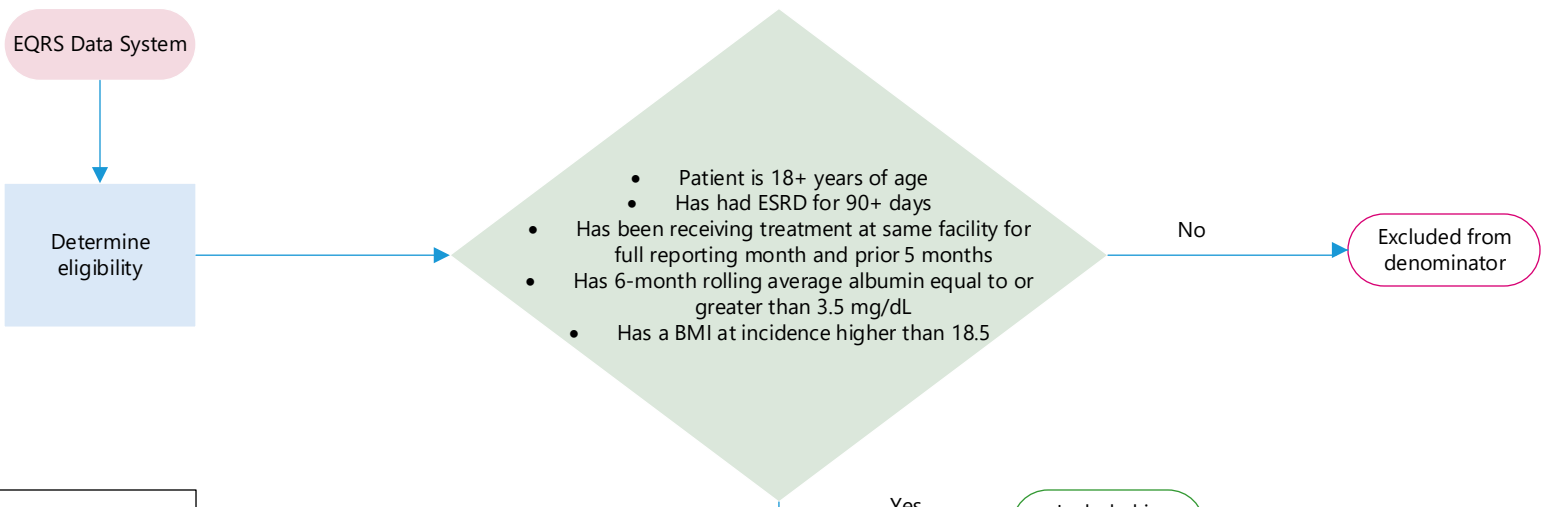 EQRS Data System
Determine
eligibility
• Patient is 18+ years of age
• Has had ESRD for 90+ days
• Has been receiving treatment at same facility for
full reporting month and prior 5 months
• Has 6-month rolling average albumin equal to or
greater than 3.5 mg/dL
• Has a BMI at incidence higher than 18.5
No
Excluded from
denominator
Yes